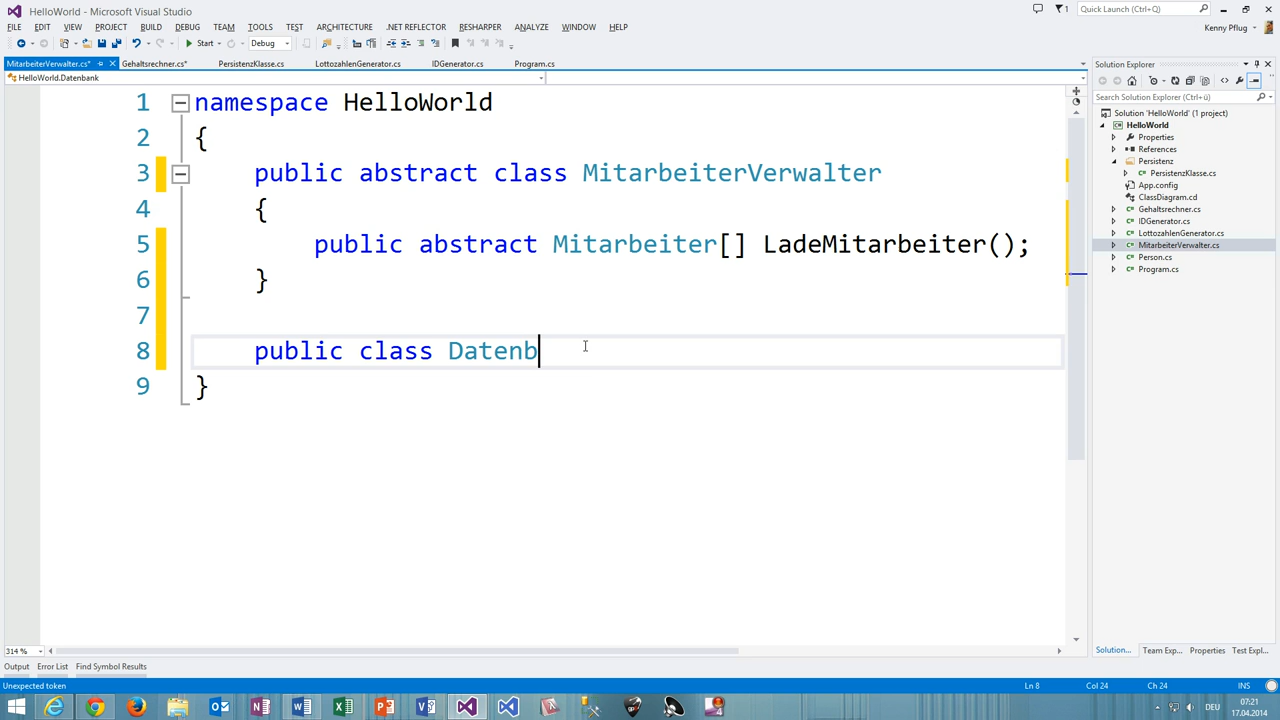 HelloWorld - Microsoft Visual Studio
Quick Launch (Ctrl+Q)
FILE EDIT VIEW PROJECT BUILD DEBUG TEAM TOOLS TEST ARCHITECTURE .NET REFLECTOR RESHARPER ANALYZE WINDOW HELP
Kenny Pflug
Start Debug
MitarbeiterVerwalter.cs* Gehaltsrechner.cs* PersistenzKlasse.cs LottozahlenGenerator.cs IDGenerator.cs Program.cs
HelloWorld.Datenbank
1 namespace HelloWorld
2 {
3 public abstract class MitarbeiterVerwalter
4 {
5 public abstract Mitarbeiter[] LadeMitarbeiter();
6 }
7
8 public class Datenb
9 }
314 %
Solution Explorer
Search Solution Explorer (Ctrl+ü)
Solution 'HelloWorld' (1 project)
HelloWorld
Properties
References
Persistenz
PersistenzKlasse.cs
App.config
ClassDiagram.cd
Gehaltsrechner.cs
IDGenerator.cs
LottozahlenGenerator.cs
MitarbeiterVerwalter.cs
Person.cs
Program.cs
Solution... Team Exp... Properties Test Expl...
Output Error List Find Symbol Results
Unexpected token Ln 8 Col 24 Ch 24 INS
DEU 07:21
17.04.2014